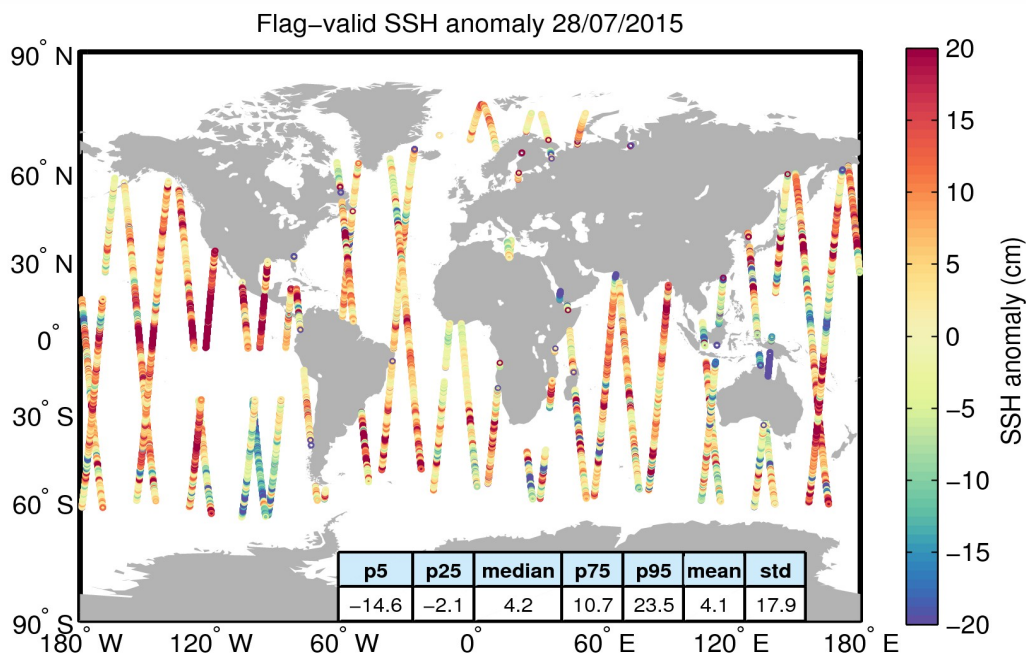 Flag−valid SSH anomaly 28/07/2015
90° N
60° N
30° N
0°
30° S
60° S
90° S
180° W
120° W
60° W
0°
60° E
120° E
180° E
p5 p25 median p75 p95 mean std
−14.6 −2.1 4.2 10.7 23.5 4.1 17.9
20
15
10
5
0
−5
−10
−15
−20
SSH anomaly (cm)